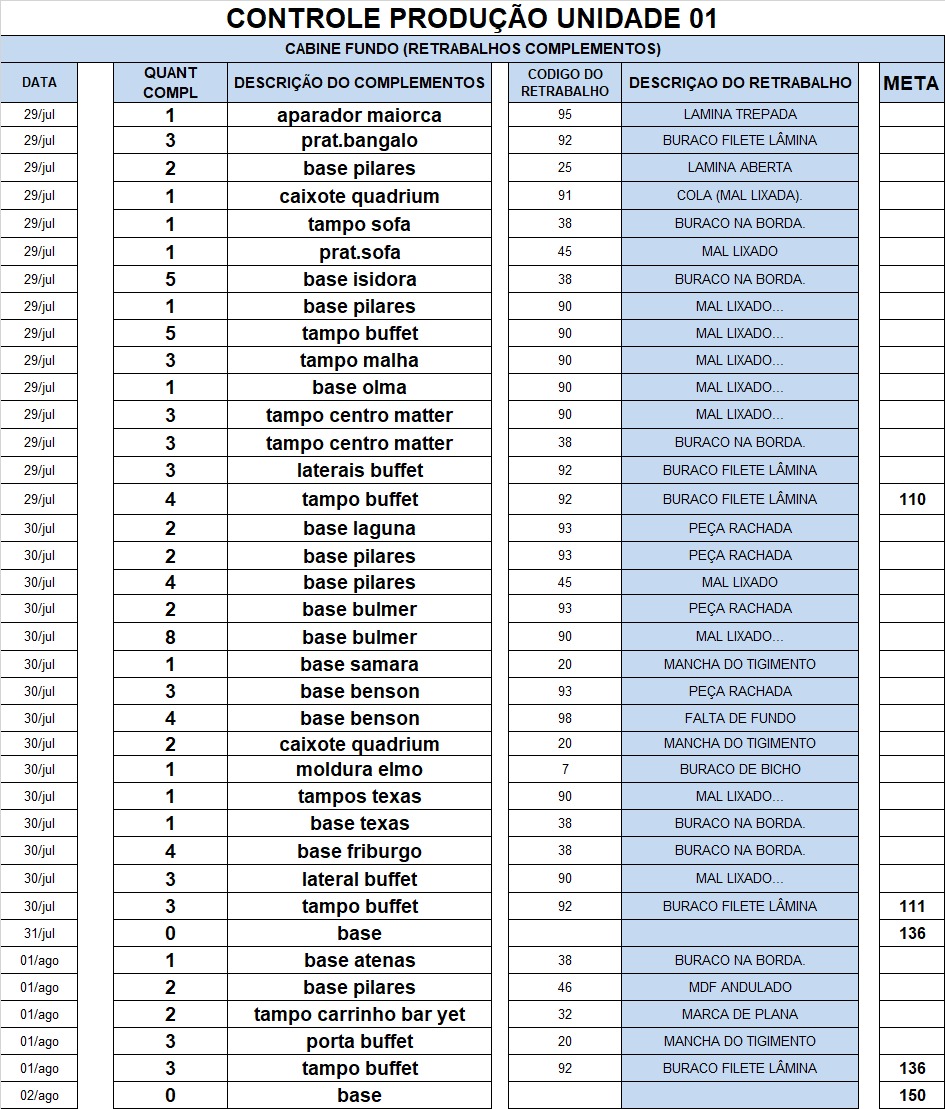 CONTROLE PRODUÇÃO UNIDADE 01
CABINE FUNDO (RETRABALHOS COMPLEMENTOS)
DATA QUANT COMPL DESCRIÇÃO DO COMPLEMENTOS CODIGO DO RETRABALHO DESCRIÇAO DO RETRABALHO META
29/jul 1 aparador maiorca 95 LAMINA TREPADA
29/jul 3 prat.bangalo 92 BURACO FILETE LÂMINA
29/jul 2 base pilares 25 LAMINA ABERTA
29/jul 1 caixote quadrium 91 COLA (MAL LIXADA).
29/jul 1 tampo sofa 38 BURACO NA BORDA.
29/jul 1 prat.sofa 45 MAL LIXADO
29/jul 5 base isidora 38 BURACO NA BORDA.
29/jul 1 base pilares 90 MAL LIXADO...
29/jul 5 tampo buffet 90 MAL LIXADO...
29/jul 3 tampo malha 90 MAL LIXADO...
29/jul 1 base olma 90 MAL LIXADO...
29/jul 3 tampo centro matter 90 MAL LIXADO...
29/jul 3 tampo centro matter 38 BURACO NA BORDA.
29/jul 3 laterais buffet 92 BURACO FILETE LÂMINA
29/jul 4 tampo buffet 92 BURACO FILETE LÂMINA 110
30/jul 2 base laguna 93 PEÇA RACHADA
30/jul 2 base pilares 93 PEÇA RACHADA
30/jul 4 base pilares 45 MAL LIXADO
30/jul 2 base bulmer 93 PEÇA RACHADA
30/jul 8 base bulmer 90 MAL LIXADO...
30/jul 1 base samara 20 MANCHA DO TIGIMENTO
30/jul 3 base benson 93 PEÇA RACHADA
30/jul 4 base benson 98 FALTA DE FUNDO
30/jul 2 caixote quadrium 20 MANCHA DO TIGIMENTO
30/jul 1 moldura elmo 7 BURACO DE BICHO
30/jul 1 tampos texas 90 MAL LIXADO...
30/jul 1 base texas 38 BURACO NA BORDA.
30/jul 4 base friburgo 38 BURACO NA BORDA.
30/jul 3 lateral buffet 90 MAL LIXADO...
30/jul 3 tampo buffet 92 BURACO FILETE LÂMINA 111
31/jul 0 base 136
01/ago 1 base atenas 38 BURACO NA BORDA.
01/ago 2 base pilares 46 MDF ANDULADO
01/ago 2 tampo carrinho bar yet 32 MARCA DE PLANA
01/ago 3 porta buffet 20 MANCHA DO TIGIMENTO
01/ago 3 tampo buffet 92 BURACO FILETE LÂMINA 136
02/ago 0 base 150